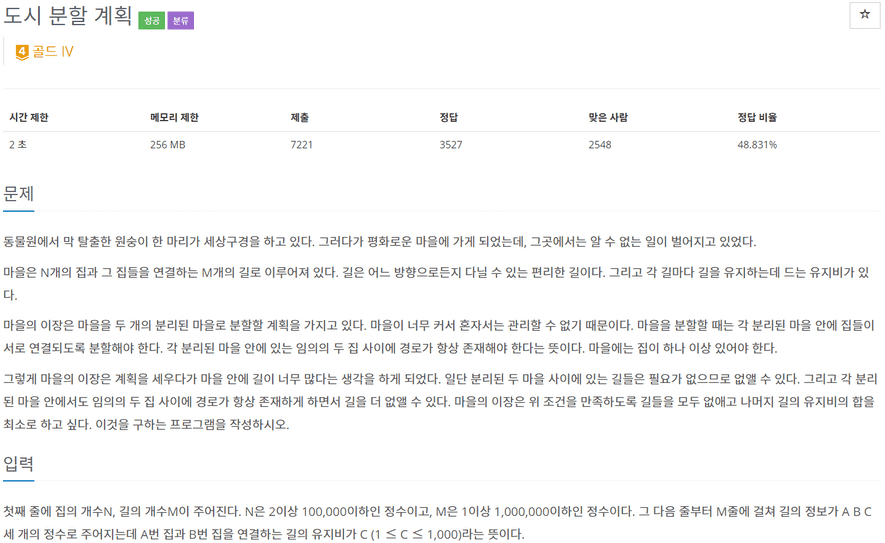 도시 분할 계획 성공 분류
4 골드 IV
시간 제한 메모리 제한 제출 정답 맞은 사람 정답 비율
2 초 256 MB 7221 3527 2548 48.831%
문제
동물원에서 막 탈출한 원숭이 한 마리가 세상구경을 하고 있다. 그러다가 평화로운 마을에 가게 되었는데, 그곳에서는 알 수 없는 일이 벌어지고 있었다.
마을은 N개의 집과 그 집들을 연결하는 M개의 길로 이루어져 있다. 길은 어느 방향으로든지 다닐 수 있는 편리한 길이다. 그리고 각 길마다 길을 유지하는데 드는 유지비가 있
다.
마을의 이장은 마을을 두 개의 분리된 마을로 분할할 계획을 가지고 있다. 마을이 너무 커서 혼자서는 관리할 수 없기 때문이다. 마을을 분할할 때는 각 분리된 마을 안에 집들이
서로 연결되도록 분할해야 한다. 각 분리된 마을 안에 있는 임의의 두 집 사이에 경로가 항상 존재해야 한다는 뜻이다. 마을에는 집이 하나 이상 있어야 한다.
그렇게 마을의 이장은 계획을 세우다가 마을 안에 길이 너무 많다는 생각을 하게 되었다. 일단 분리된 두 마을 사이에 있는 길들은 필요가 없으므로 없앨 수 있다. 그리고 각 분리
된 마을 안에서도 임의의 두 집 사이에 경로가 항상 존재하게 하면서 길을 더 없앨 수 있다. 마을의 이장은 위 조건을 만족하도록 길들을 모두 없애고 나머지 길의 유지비의 합을
최소로 하고 싶다. 이것을 구하는 프로그램을 작성하시오.
입력
첫째 줄에 집의 개수N, 길의 개수M이 주어진다. N은 2이상 100,000이하인 정수이고, M은 1이상 1,000,000이하인 정수이다. 그 다음 줄부터 M줄에 걸쳐 길의 정보가 A B C
세 개의 정수로 주어지는데 A번 집과 B번 집을 연결하는 길의 유지비가 C (1 ≤ C ≤ 1,000)라는 뜻이다.